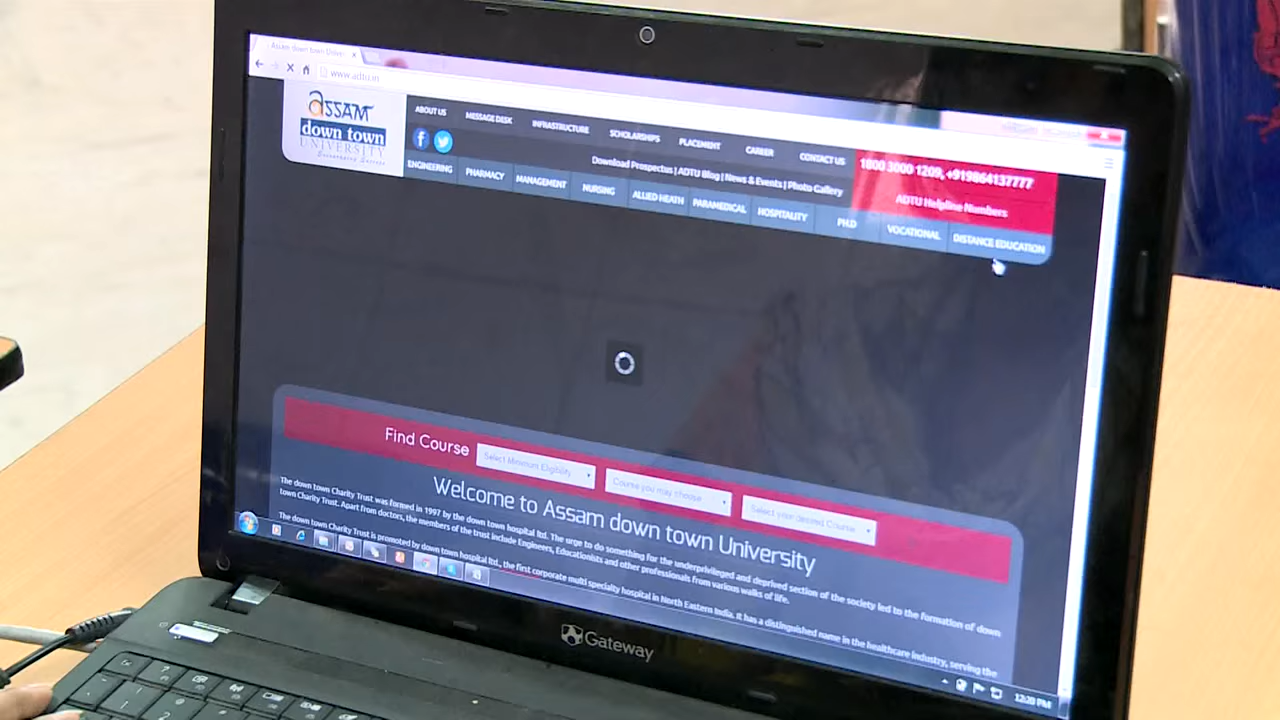 Assam down town Univer
www.adtu.in
ASSAM
down town
UNIVERSITY
ABOUT US
MESSAGE DESK
INFRASTRUCTURE
SCHOLARSHIPS
PLACEMENT
CAREER
CONTACT US
Download Prospectus | ADTU Blog | News & Events | Photo Gallery
1800 3000 1209, +919864137777
ADTU Helpline Numbers
ENGINEERING
PHARMACY
MANAGEMENT
NURSING
ALLIED HEATH
PARAMEDICAL
HOSPITALITY
PH.D
VOCATIONAL
DISTANCE EDUCATION
Find Course
Select Minimum Eligibility
Course you may choose
Select your desired Course
Welcome to Assam down town University
The down town Charity Trust was formed in 1997 by the down town hospital ltd. The urge to do something for the underprivileged and deprived section of the society led to the formation of down
town Charity Trust. Apart from doctors, the members of the trust include Engineers, Educationists and other professionals from various walks of life.
The down town Charity Trust is promoted by down town hospital ltd., the first corporate multi specialty hospital in North Eastern India. It has a distinguished name in the healthcare industry, serving the
12:20 PM
Gateway